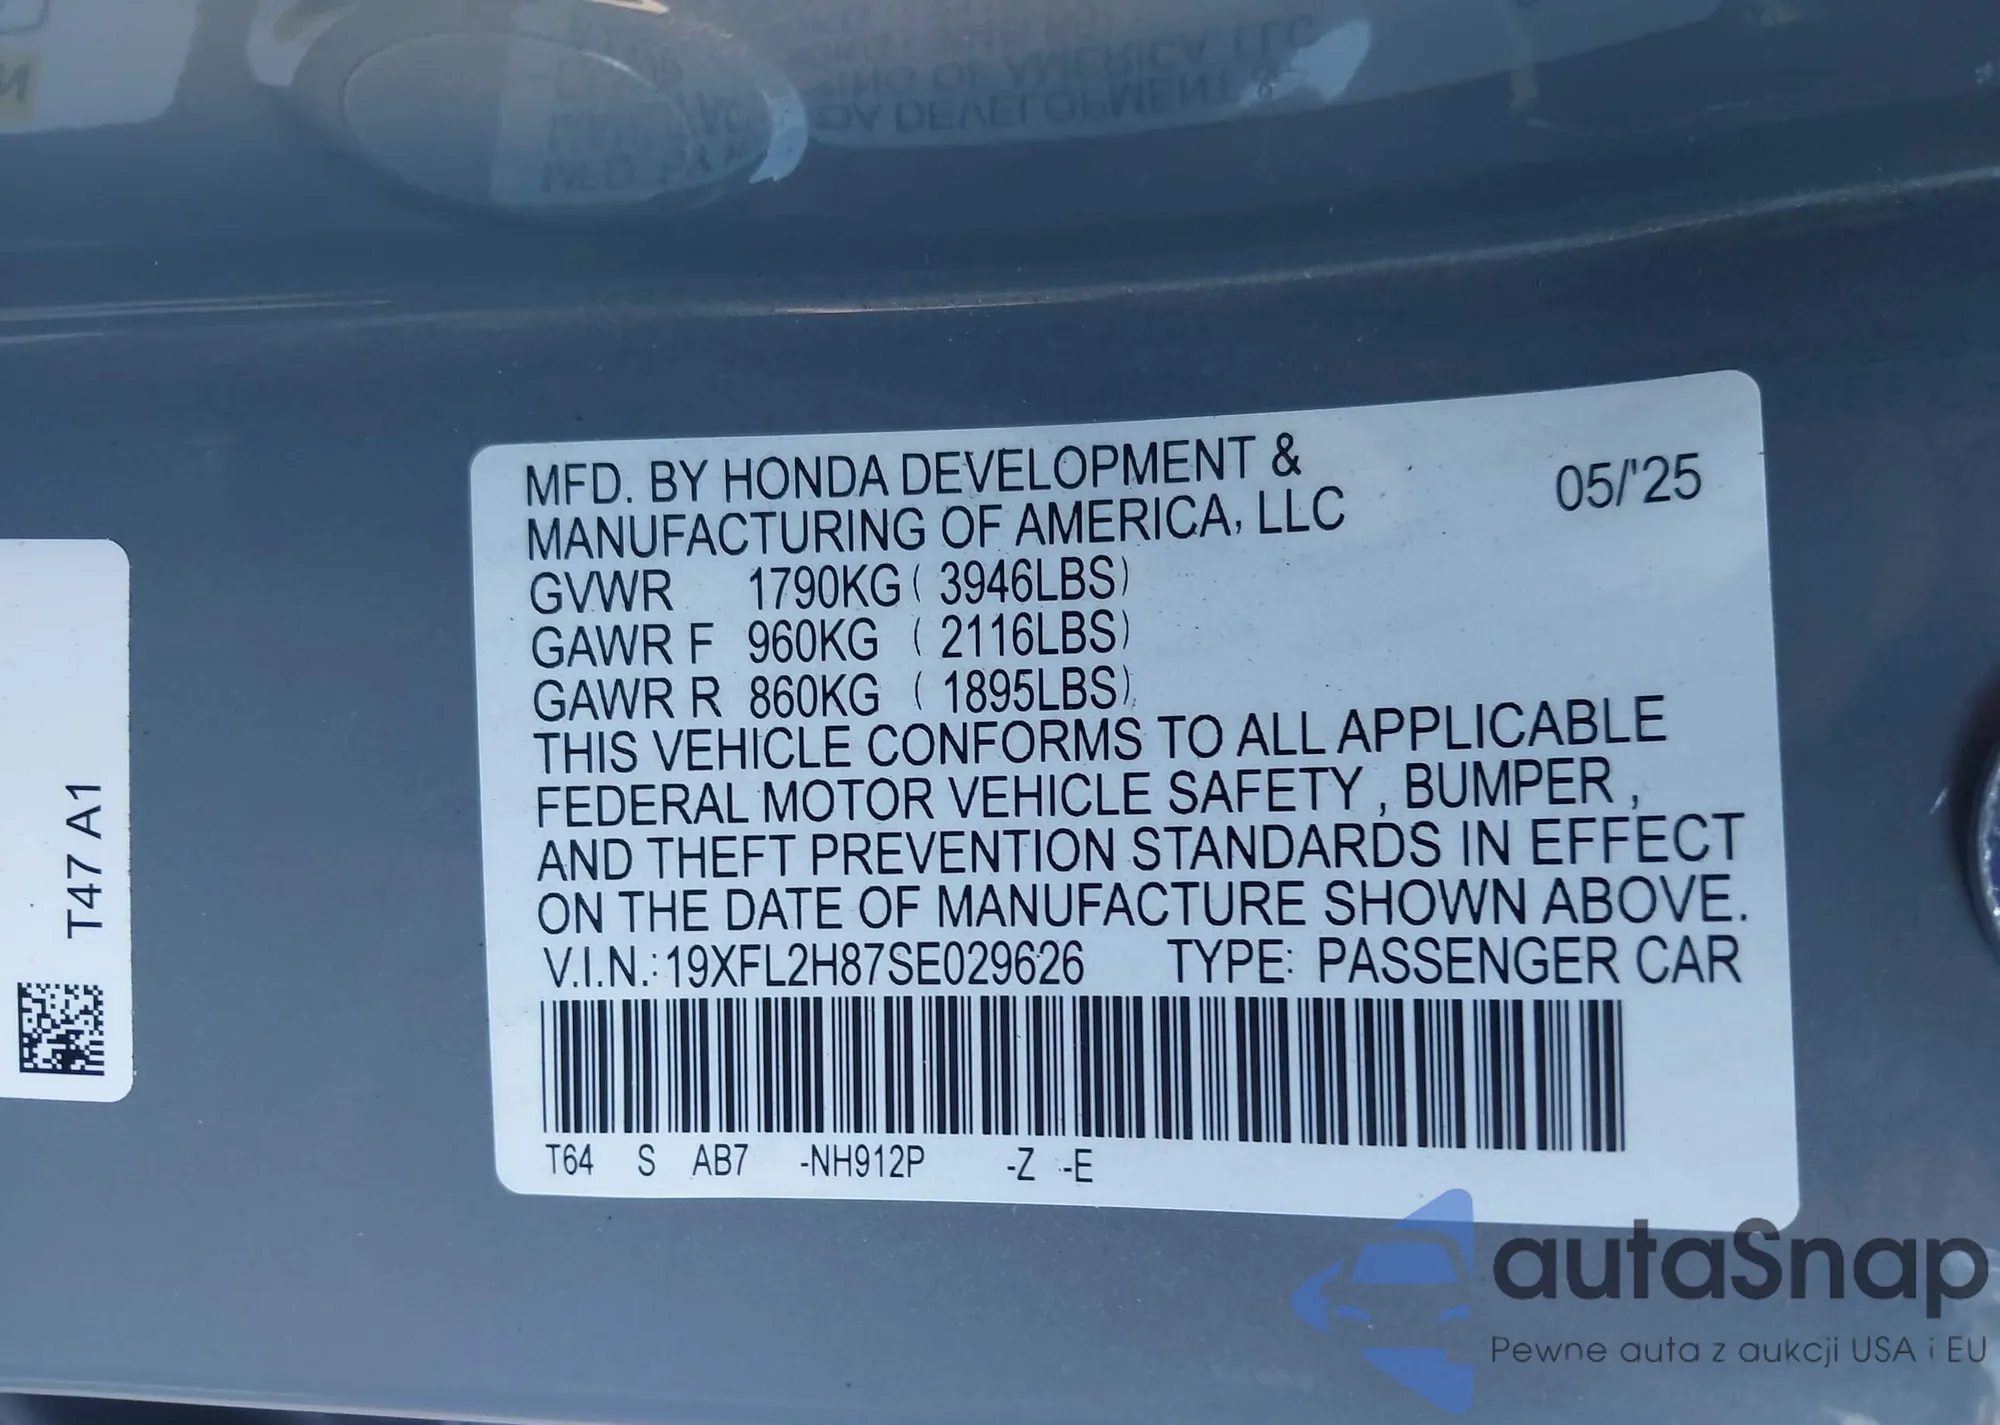 MFD. BY HONDA DEVELOPMENT & 05/'25
MANUFACTURING OF AMERICA, LLC
GVWR 1790KG ( 3946LBS)
GAWR F 960KG ( 2116LBS)
GAWR R 860KG ( 1895LBS)
THIS VEHICLE CONFORMS TO ALL APPLICABLE
FEDERAL MOTOR VEHICLE SAFETY , BUMPER ,
AND THEFT PREVENTION STANDARDS IN EFFECT
ON THE DATE OF MANUFACTURE SHOWN ABOVE.
V.I.N.: 19XFL2H87SE029626 TYPE: PASSENGER CAR
T64 S AB7 -NH912P -Z -E
T47 A1
autaSnap
Pewne auta z aukcji USA i EU